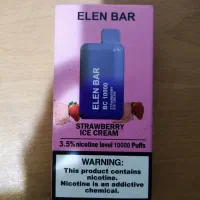 ELEN BAR
ELEN BAR
BC 10000
STRAWBERRY
ICE CREAM
3.5% nicotine level 10000 Puffs
WARNING:
This product contains
nicotine.
Nicotine is an addictive
chemical.